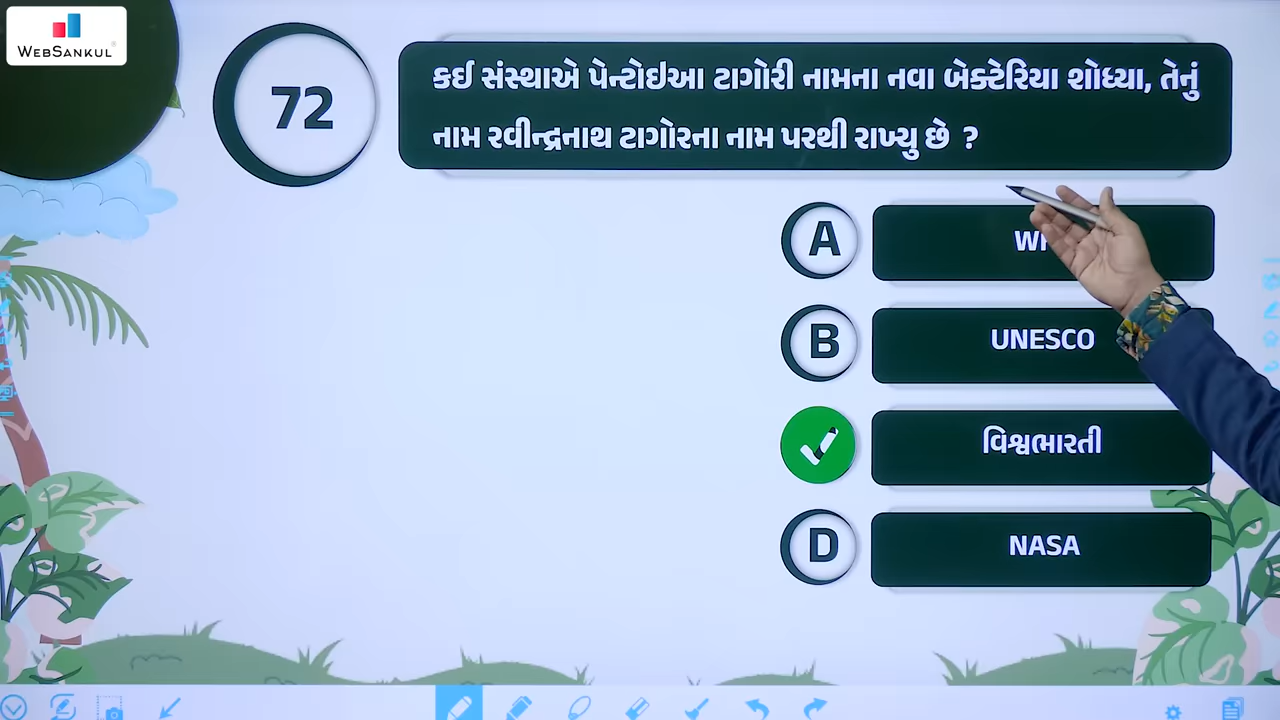 WEBSANKUL
72
કઈ સંસ્થાએ પેન્ટોઇઆ ટાગોરી નામના નવા બેક્ટેરિયા શોધ્યા, તેનું
નામ રવીન્દ્રનાથ ટાગોરના નામ પરથી રાખ્યુ છે ?
A
B UNESCO
વિશ્વભારતી
D NASA